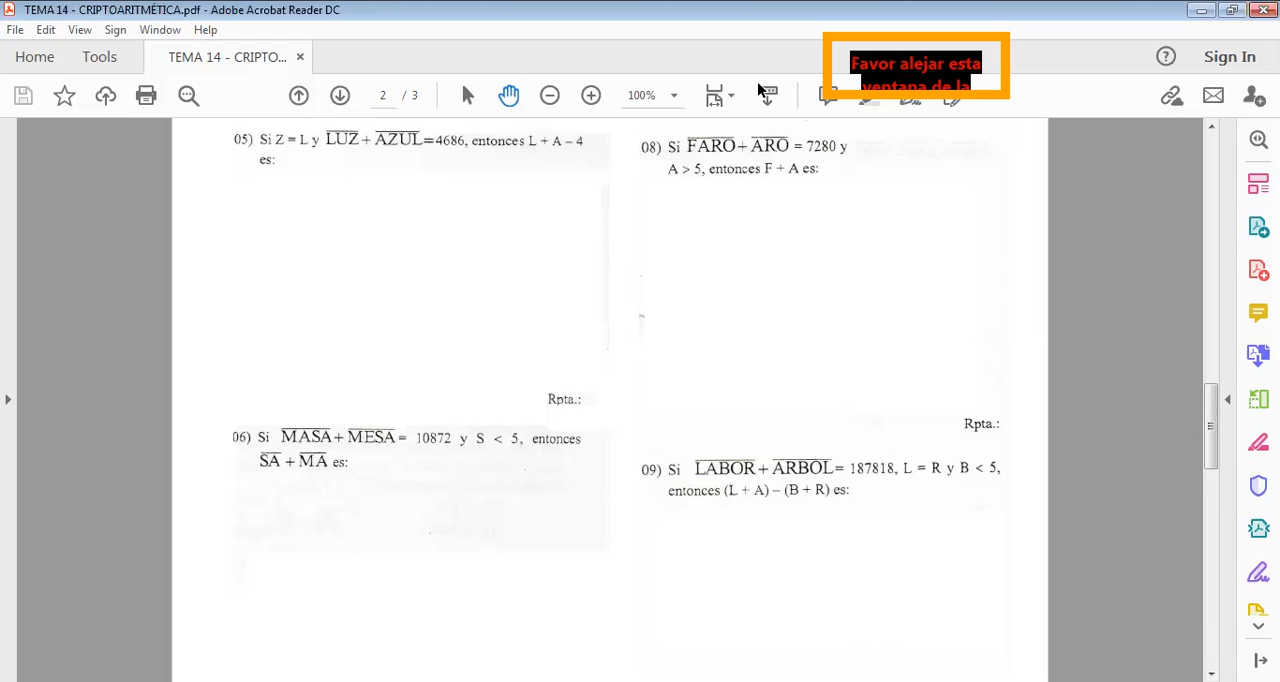 TEMA 14 - CRIPTOARITMÉTICA.pdf - Adobe Acrobat Reader DC
File Edit View Sign Window Help
Home Tools TEMA 14 - CRIPTO... × Sign In
Favor alejar esta
ventana de la
2 / 3 100%
05) Si Z = L y LUZ + AZUL = 4686, entonces L + A – 4
es:
Rpta.:
06) Si MASA + MESA = 10872 y S < 5, entonces
SA + MA es:
08) Si FARO + ARO = 7280 y
A > 5, entonces F + A es:
Rpta.:
09) Si LABOR + ARBOL = 187818, L = R y B < 5,
entonces (L + A) – (B + R) es: